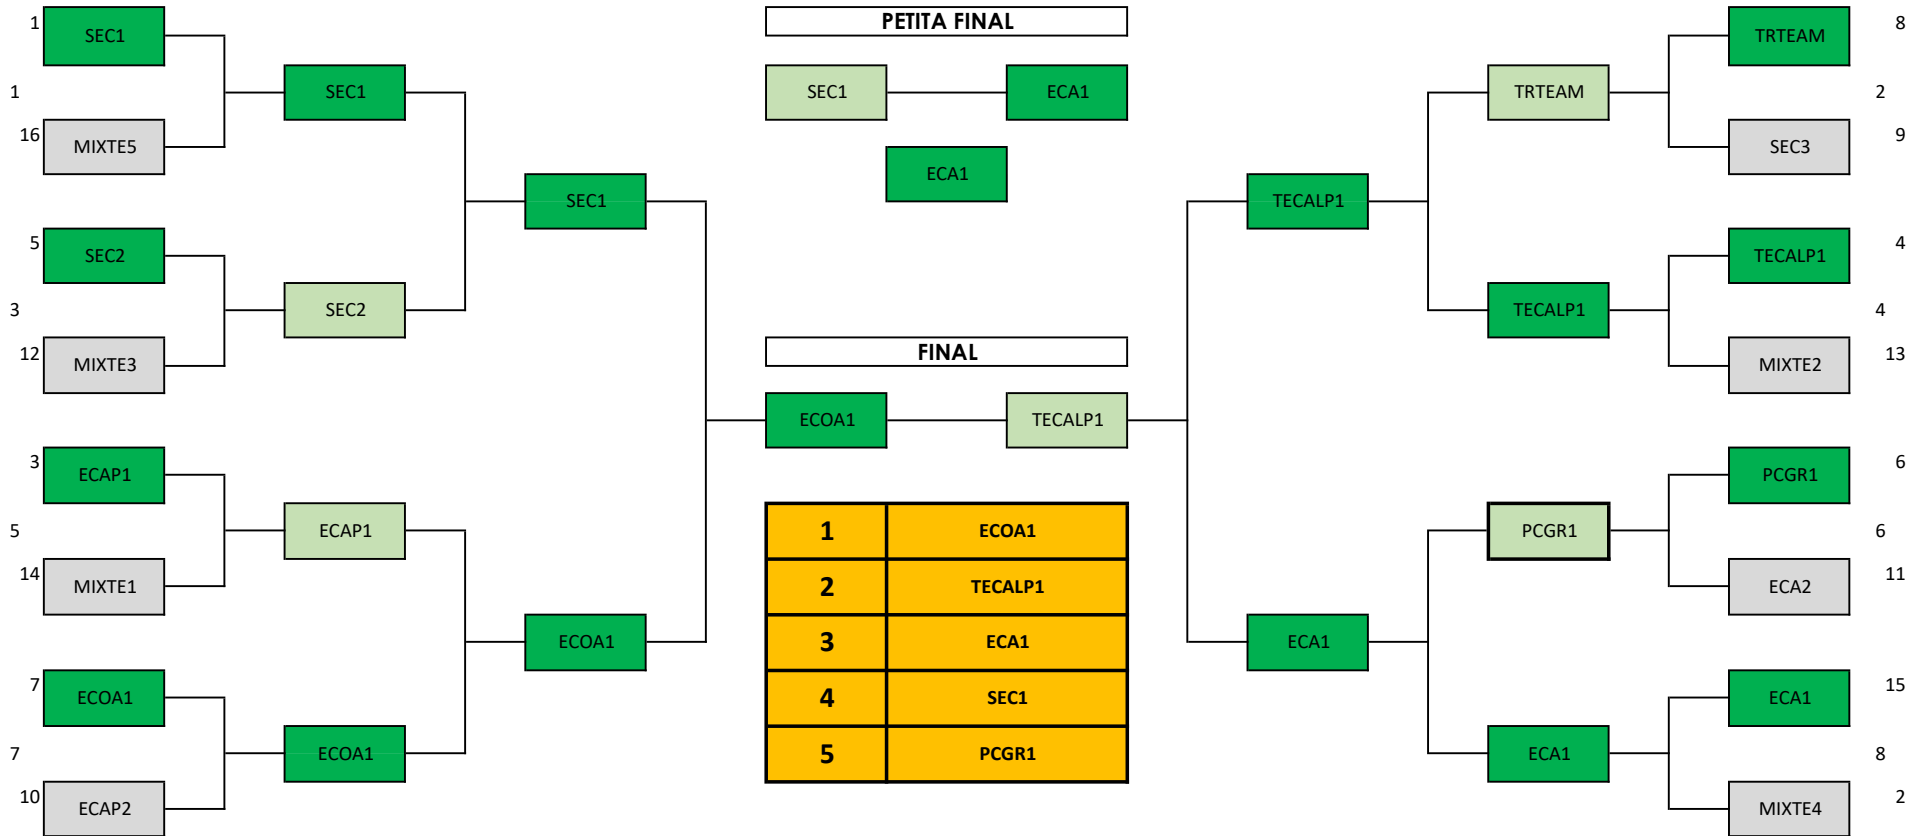 1 SEC1 PETITA FINAL TRTEAM 8
1 SEC1 SEC1 ECA1 TRTEAM 2
16 MIXTE5 SEC3 9
ECA1
SEC1 TECALP1
5 SEC2 TECALP1 4
3 SEC2 TECALP1 4
12 MIXTE3 FINAL MIXTE2 13
ECOA1 TECALP1
3 ECAP1 PCGR1 6
5 ECAP1 1 ECOA1 PCGR1 6
14 MIXTE1 2 TECALP1 ECA2 11
ECOA1 3 ECA1 ECA1
7 ECOA1 4 SEC1 ECA1 15
7 ECOA1 5 PCGR1 ECA1 8
10 ECAP2 MIXTE4 2